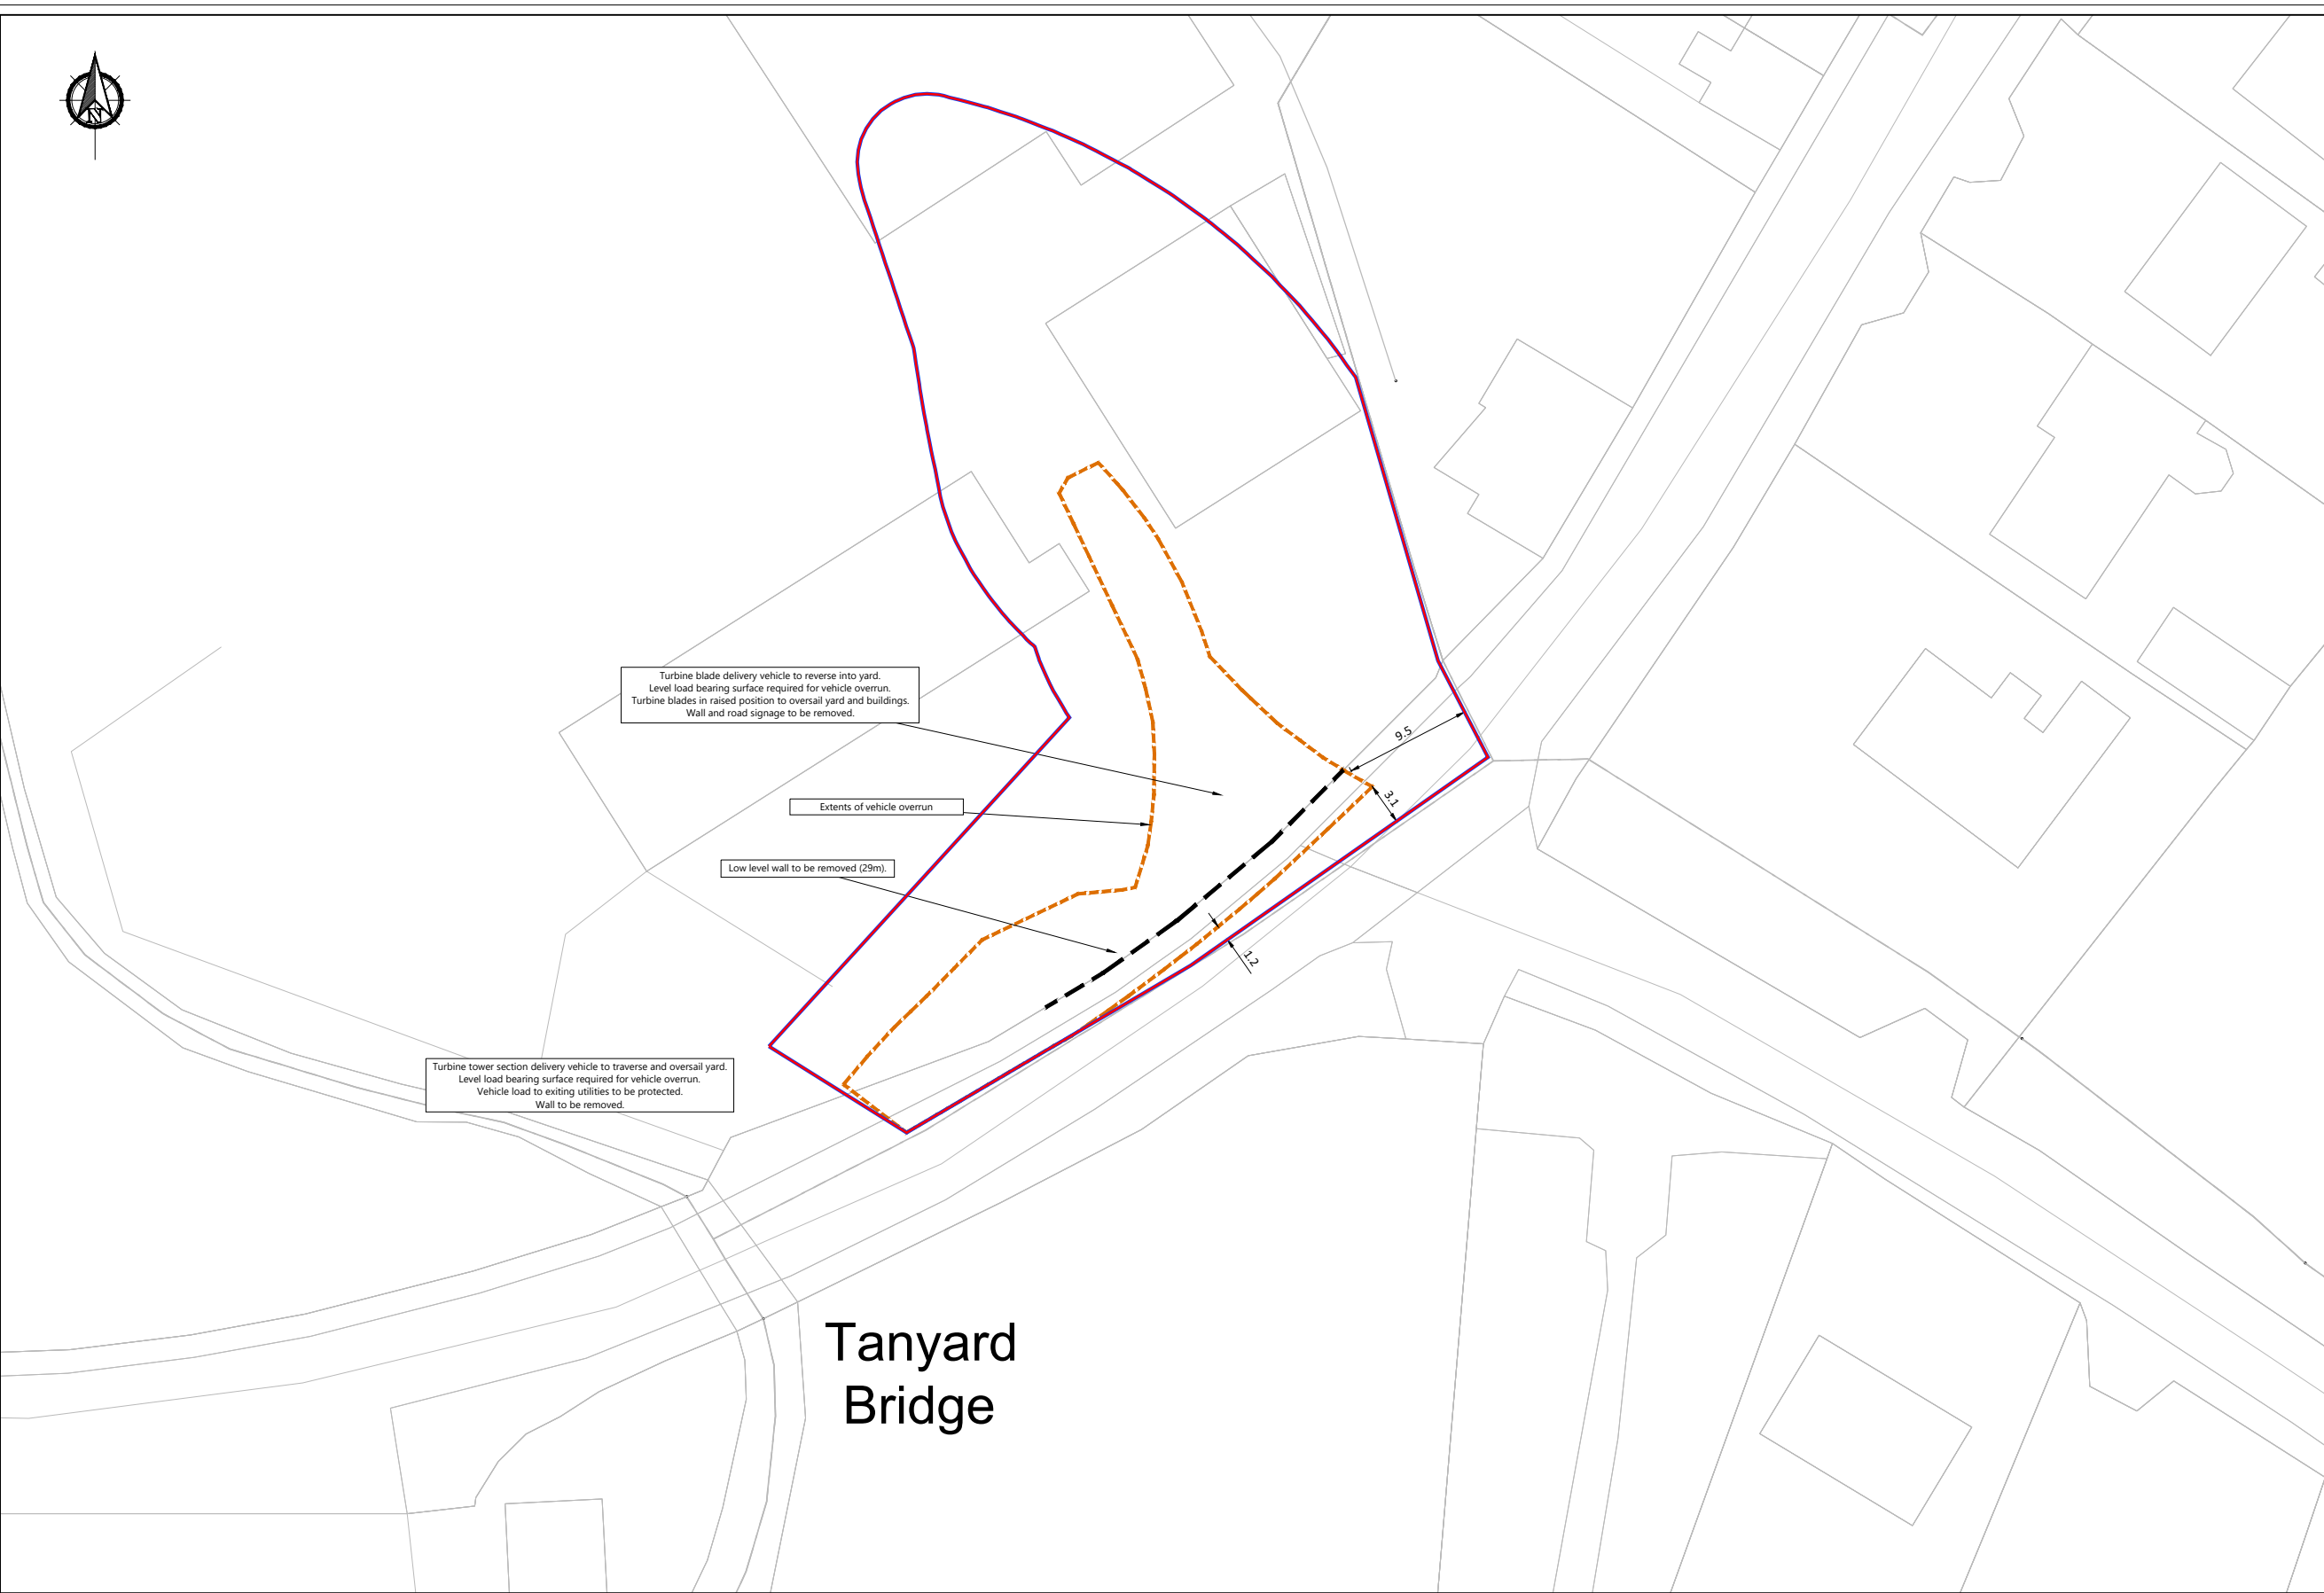 N
Turbine blade delivery vehicle to reverse into yard.
Level load bearing surface required for vehicle overrun.
Turbine blades in raised position to oversail yard and buildings.
Wall and road signage to be removed.
9.5
3.1
Extents of vehicle overrun
Low level wall to be removed (29m).
1.2
Turbine tower section delivery vehicle to traverse and oversail yard.
Level load bearing surface required for vehicle overrun.
Vehicle load to exiting utilities to be protected.
Wall to be removed.
Tanyard
Bridge